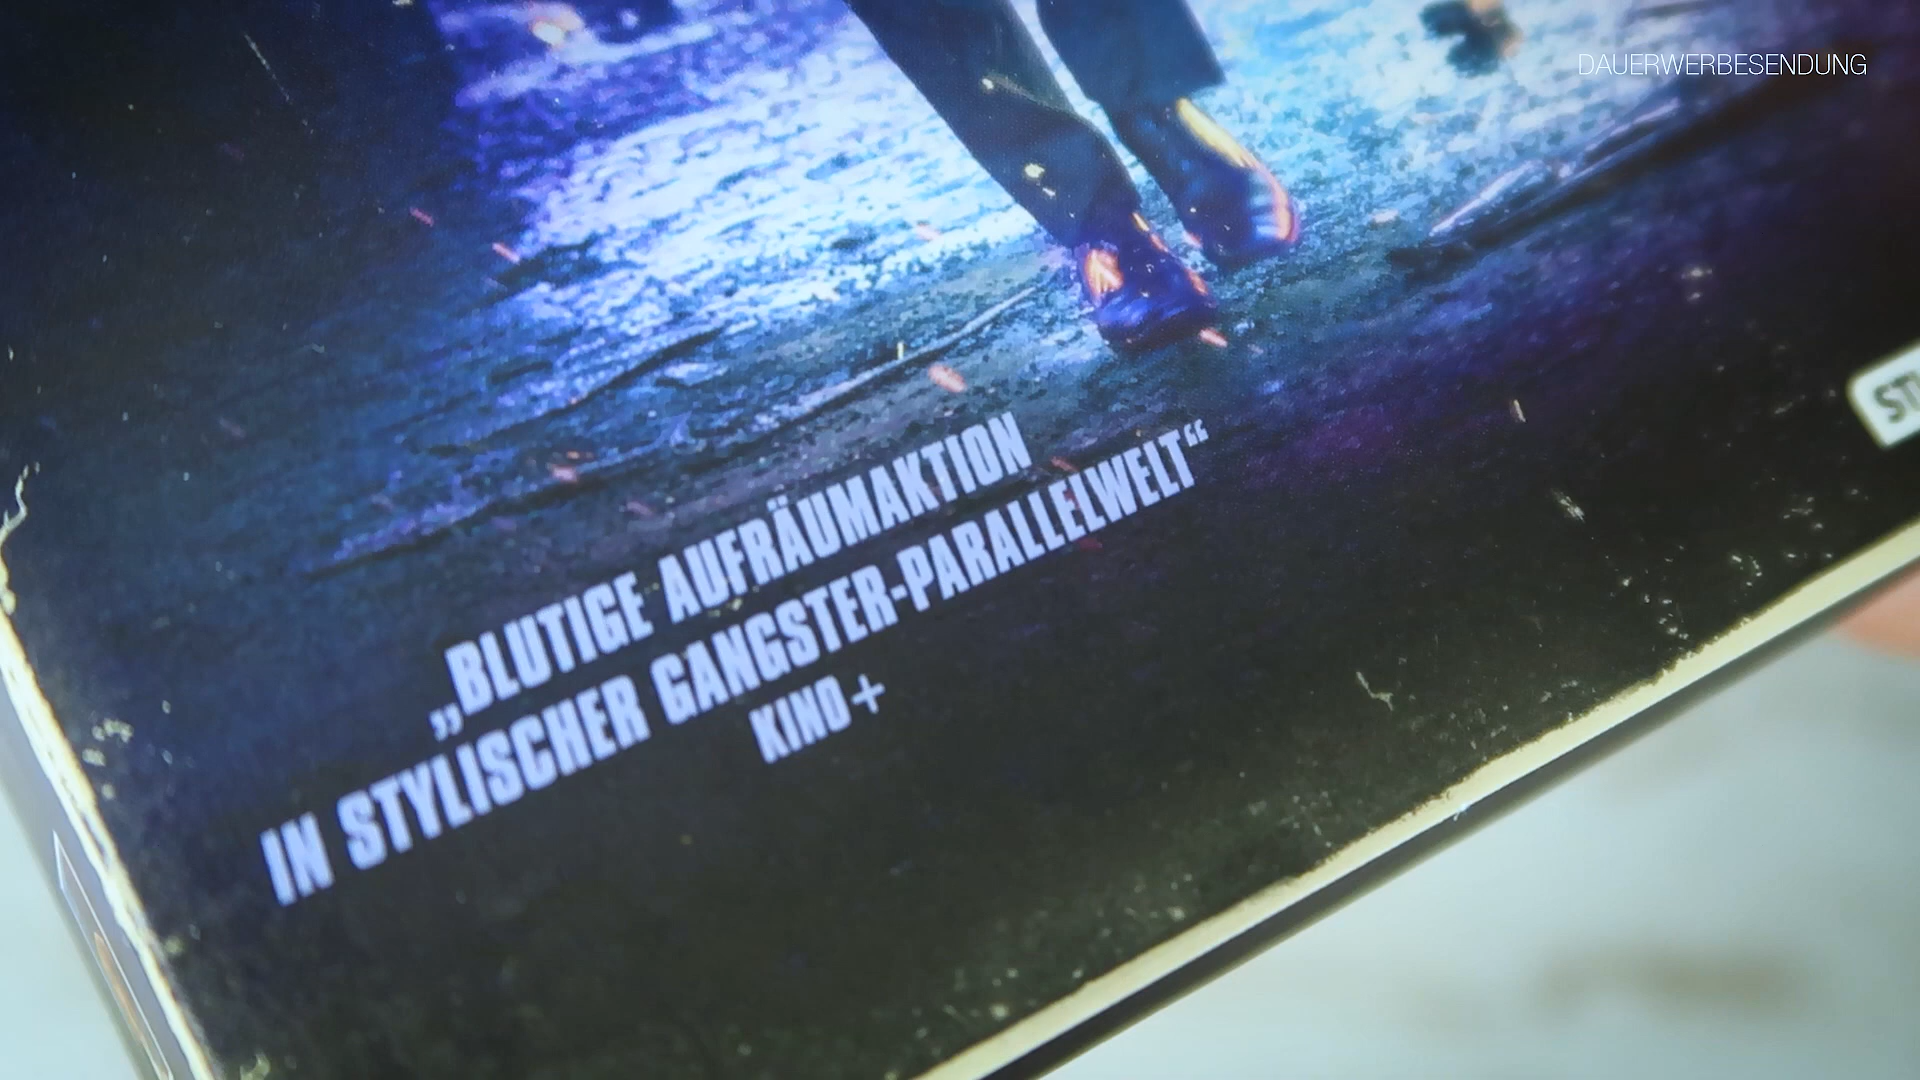 DAUERWERBESENDUNG
„BLUTIGE AUFRÄUMAKTION
IN STYLISCHER GANGSTER-PARALLELWELT“
KINO+